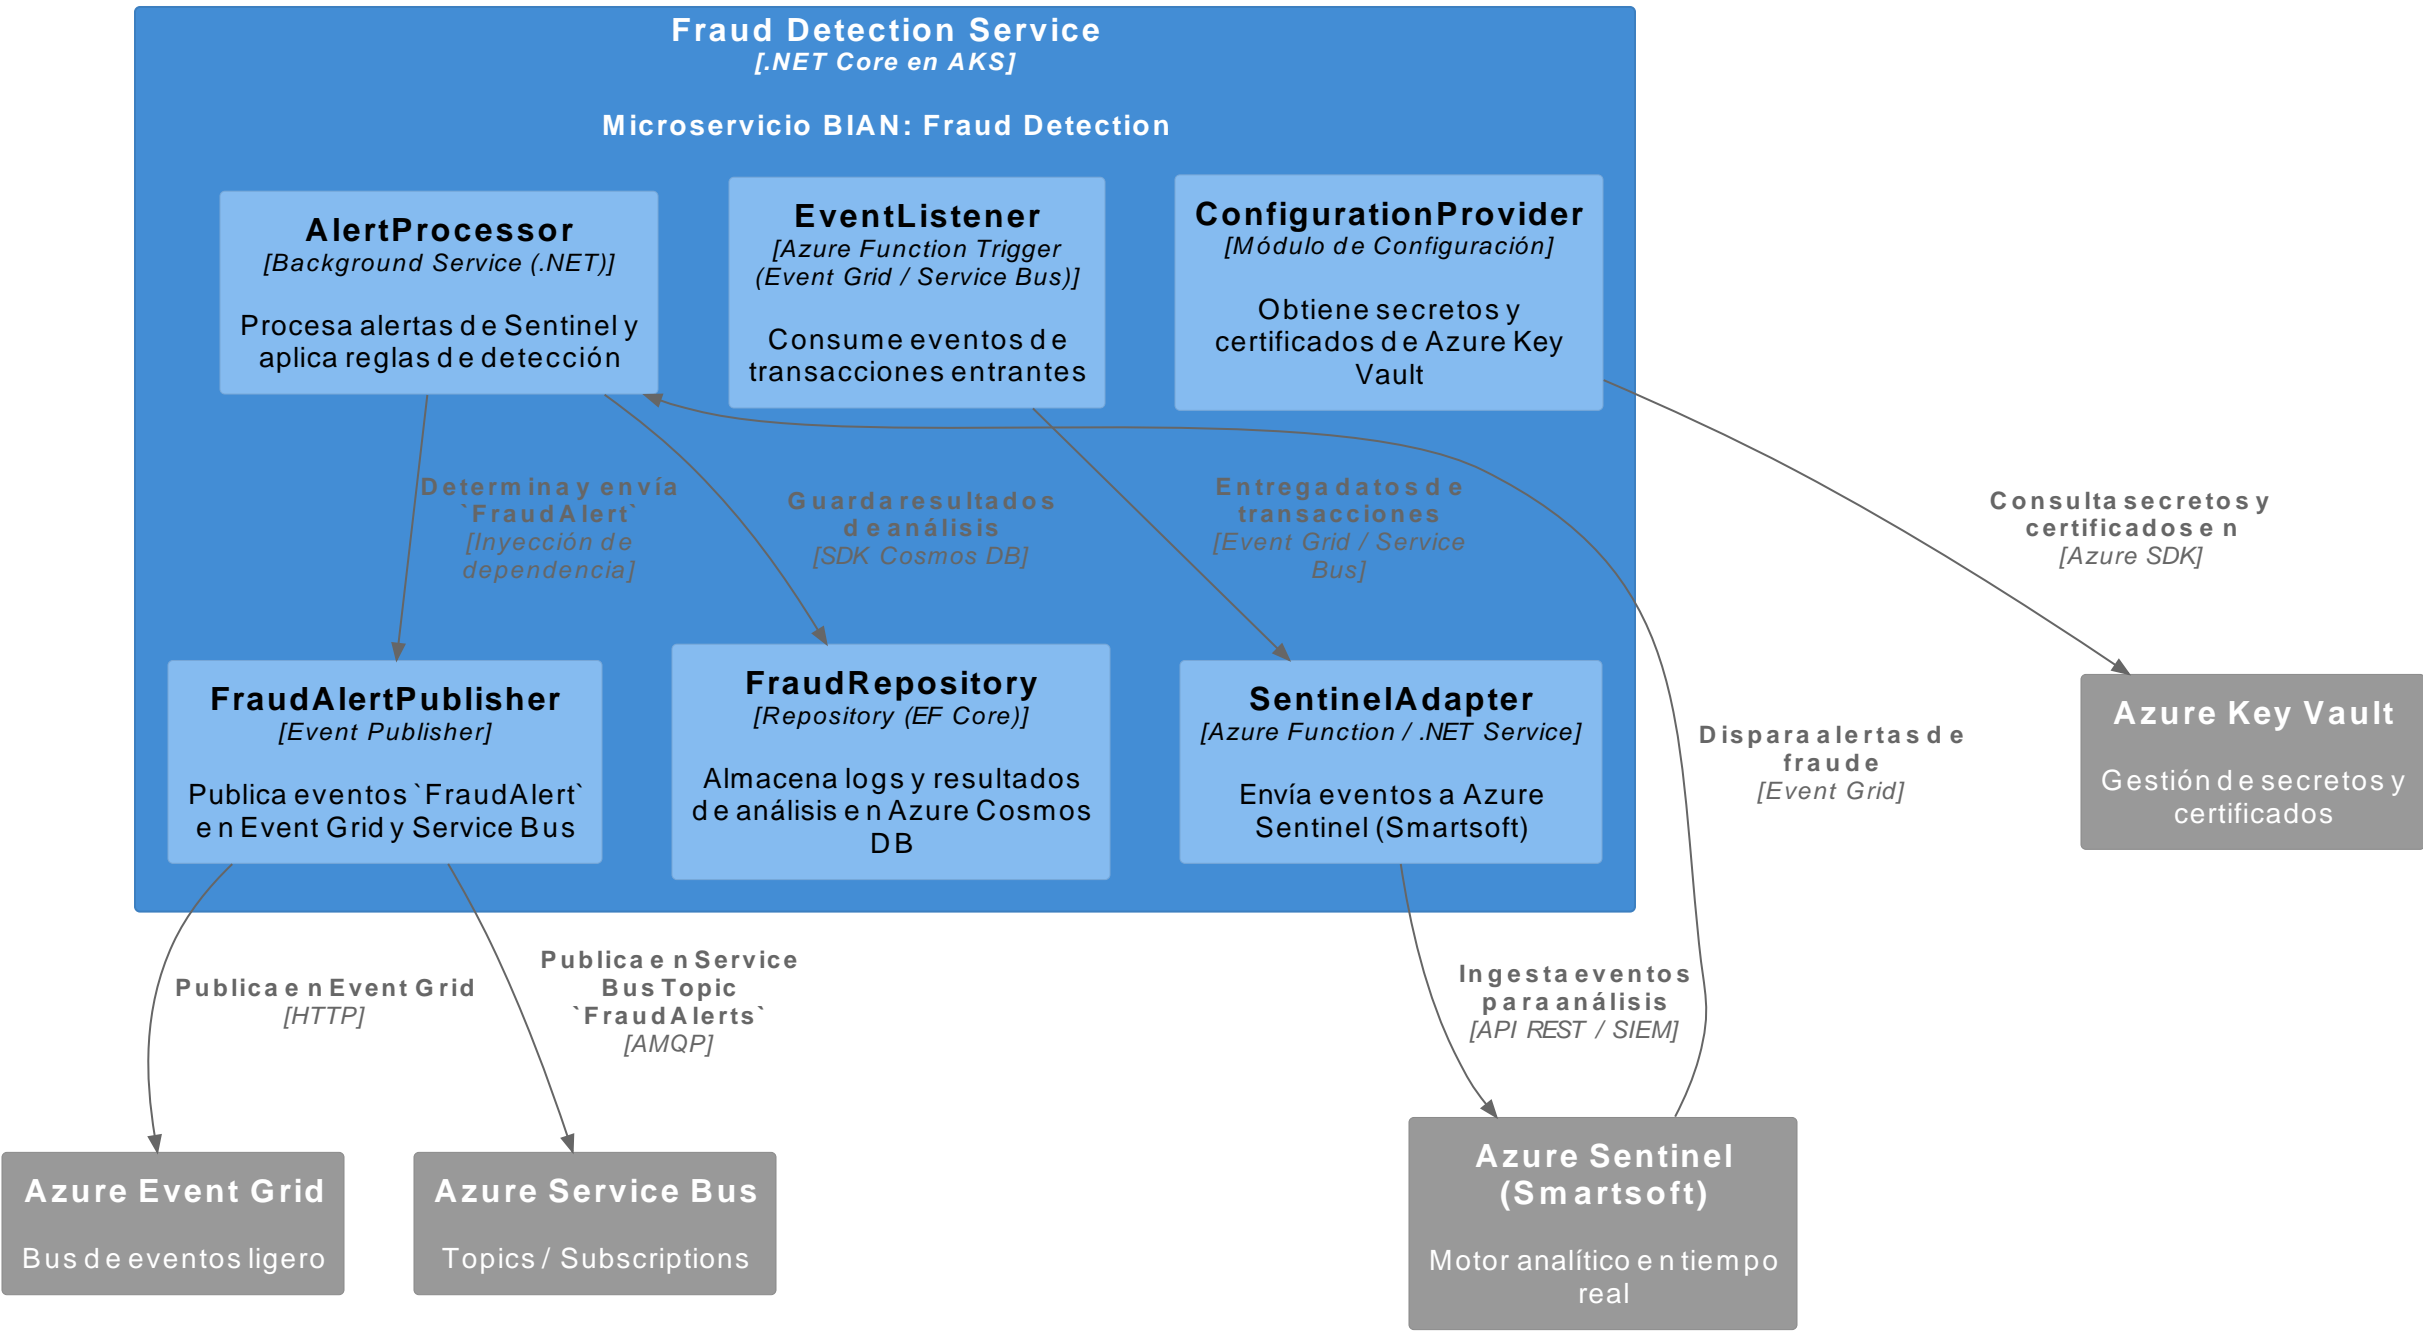 Fraud Detection Service
[.NET Core en AKS]
Microservicio BIAN: Fraud Detection
AlertProcessor
[Background Service (.NET)]
Procesa alertas de Sentinel y
aplica reglas de detección
EventListener
[Azure Function Trigger
(Event Grid / Service Bus)]
Consume eventos de
transacciones entrantes
ConfigurationProvider
[Módulo de Configuración]
Obtiene secretos y
certificados de Azure Key
Vault
Determina y envía
`FraudAlert`
[Inyección de
dependencia]
Guarda resultados
de análisis
[SDK Cosmos DB]
Entrega datos de
transacciones
[Event Grid / Service
Bus]
Consulta secretos y
certificados en
[Azure SDK]
FraudAlertPublisher
[Event Publisher]
Publica eventos `FraudAlert`
en Event Grid y Service Bus
FraudRepository
[Repository (EF Core)]
Almacena logs y resultados
de análisis en Azure Cosmos
DB
SentinelAdapter
[Azure Function / .NET Service]
Envía eventos a Azure
Sentinel (Smartsoft)
Dispara alertas de
fraude
[Event Grid]
Azure Key Vault
Gestión de secretos y
certificados
Publica en Event Grid
[HTTP]
Publica en Service
Bus Topic
`FraudAlerts`
[AMQP]
Ingesta eventos
para análisis
[API REST / SIEM]
Azure Event Grid
Bus de eventos ligero
Azure Service Bus
Topics / Subscriptions
Azure Sentinel
(Smartsoft)
Motor analítico en tiempo
real